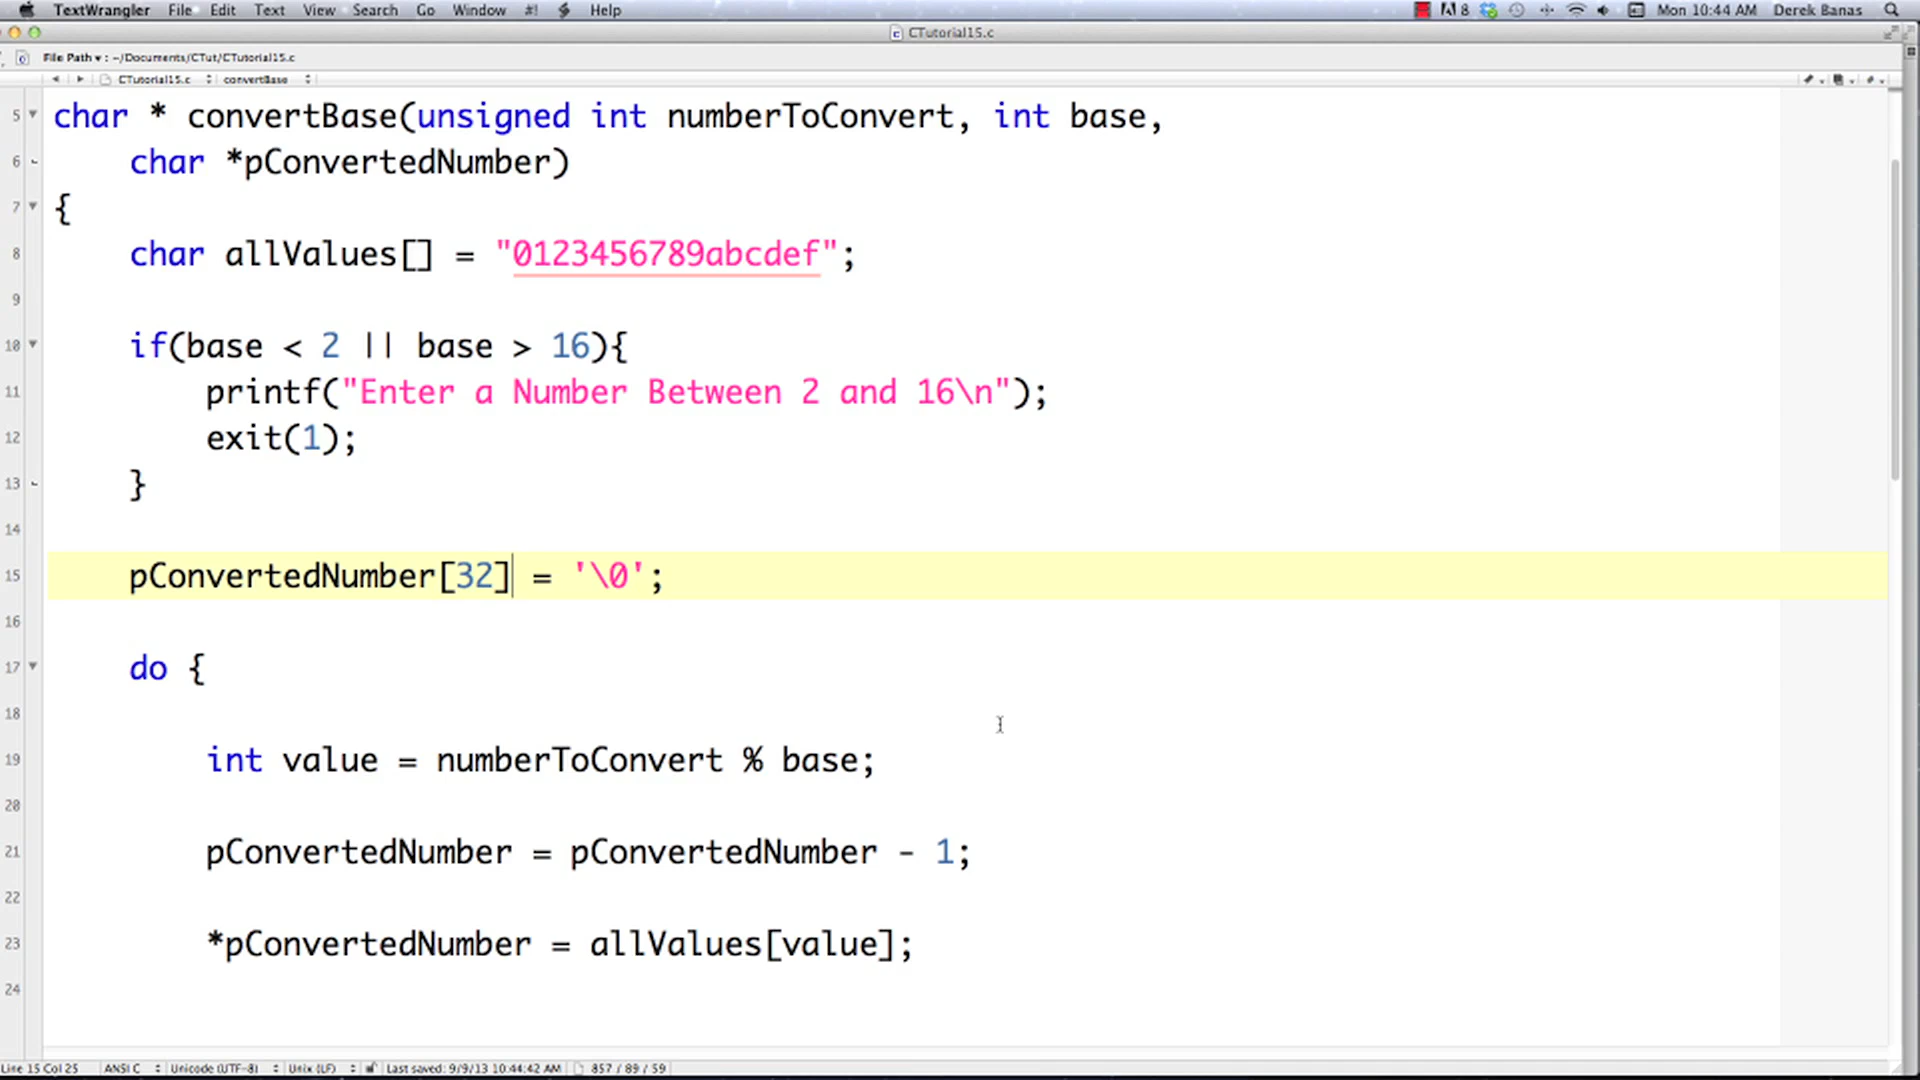 TextWrangler File Edit Text View Search Go Window #! Help 8 Mon 10:44 AM Derek Banas
CTutorial15.c
File Path ▾ : ~/Documents/CTut/CTutorial15.c
CTutorial15.c convertBase
5 char * convertBase(unsigned int numberToConvert, int base,
6 char *pConvertedNumber)
7 {
8 char allValues[] = "0123456789abcdef";
9
10 if(base < 2 || base > 16){
11 printf("Enter a Number Between 2 and 16\n");
12 exit(1);
13 }
14
15 pConvertedNumber[32] = '\0';
16
17 do {
18
19 int value = numberToConvert % base;
20
21 pConvertedNumber = pConvertedNumber - 1;
22
23 *pConvertedNumber = allValues[value];
24
Line 15 Col 25 ANSI C Unicode (UTF-8) Unix (LF) Last saved: 9/9/13 10:44:42 AM 857 / 89 / 59